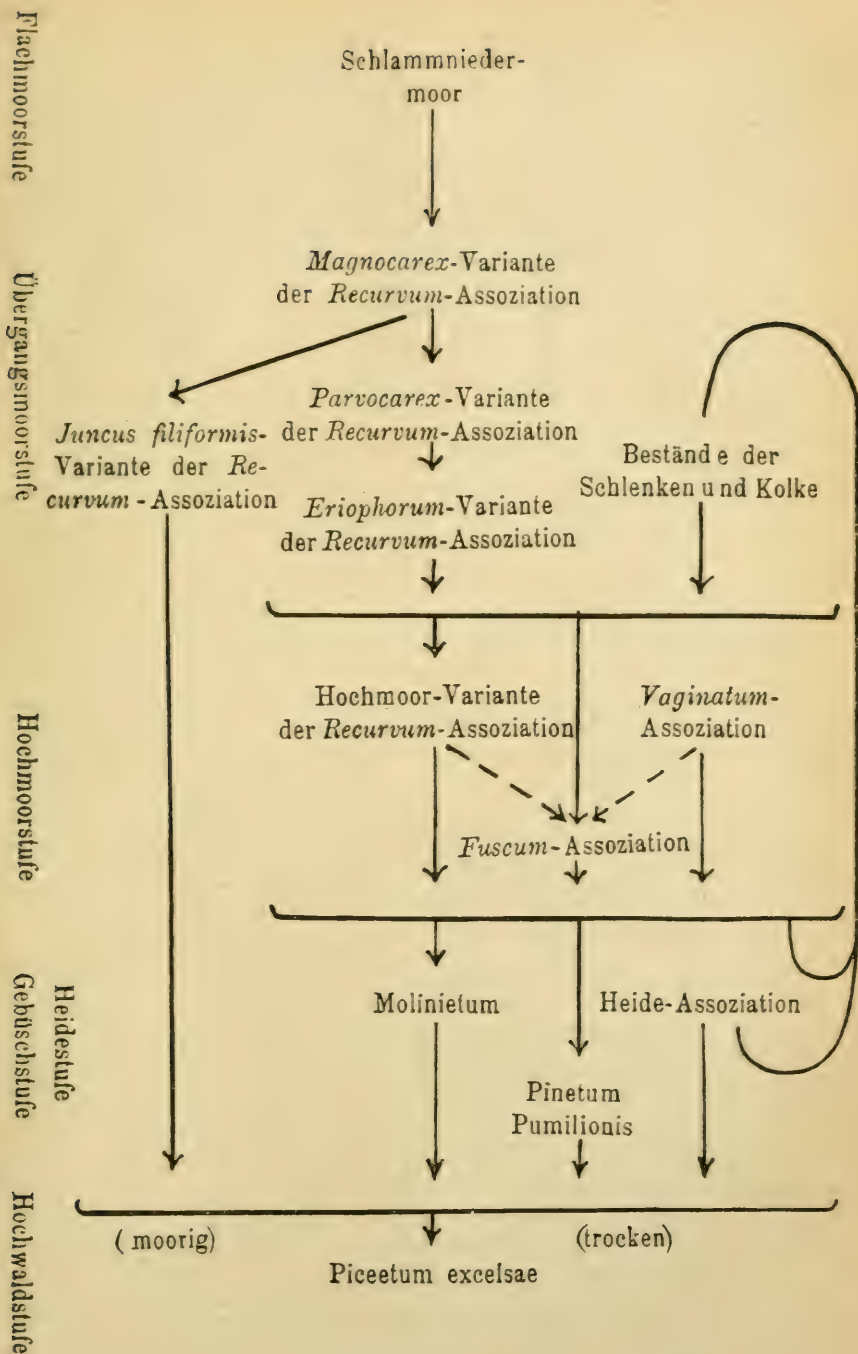 Flachmoorstufe
Schlammnieder-
moor
Übergangsmoorstufe
Magnocarex-Variante
der Recurvum-Assoziation
Parvocarex-Variante
der Recurvum-Assoziation
Juncus filiformis-
Variante der Re-
curvum-Assoziation
Eriophorum-Variante
der Recurvum-Assoziation
Bestände der
Schlenken und Kolke
Hochmoorstufe
Hochmoor-Variante
der Recurvum-Assoziation
Vaginatum-
Assoziation
Fuscum-Assoziation
Heidestufe
Gebüschstufe
Molinietum
Heide-Assoziation
Pinetum
Pumilionis
Hochwaldstufe
(moorig)
(trocken)
Piceetum excelsae